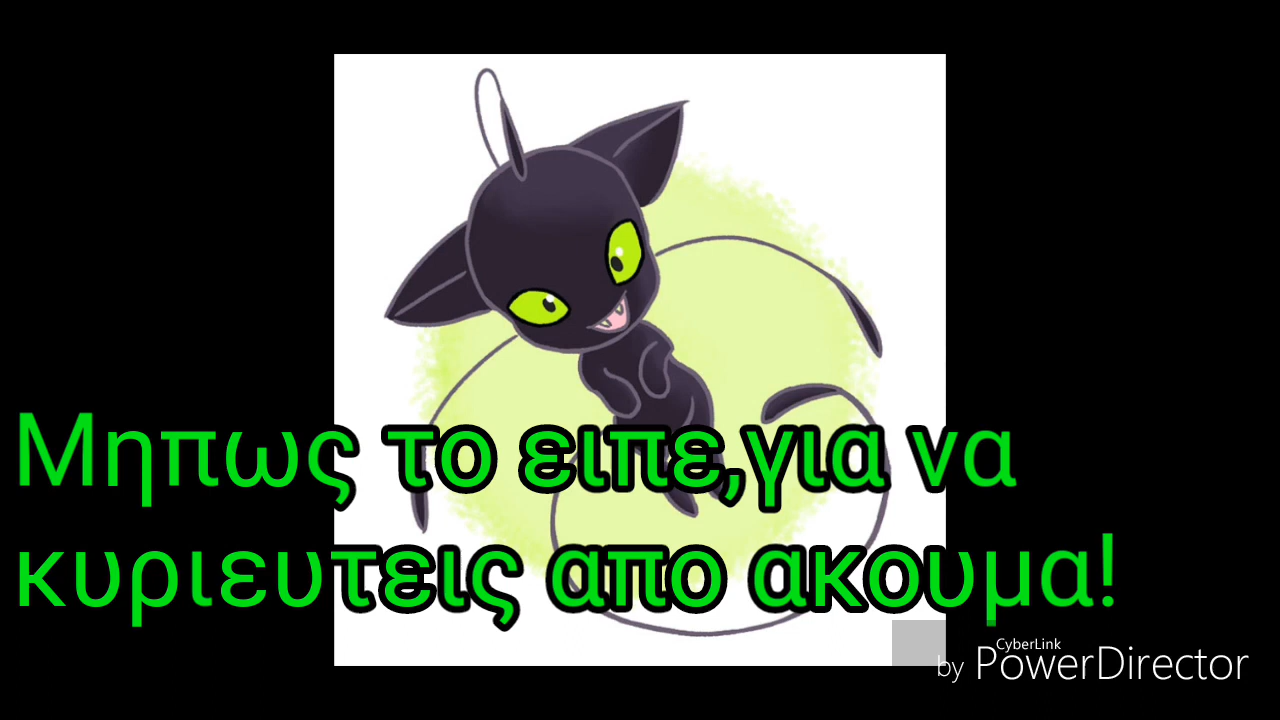 Μηπως το ειπε,για να
κυριευτεις απο ακουμα!
CyberLink
by PowerDirector